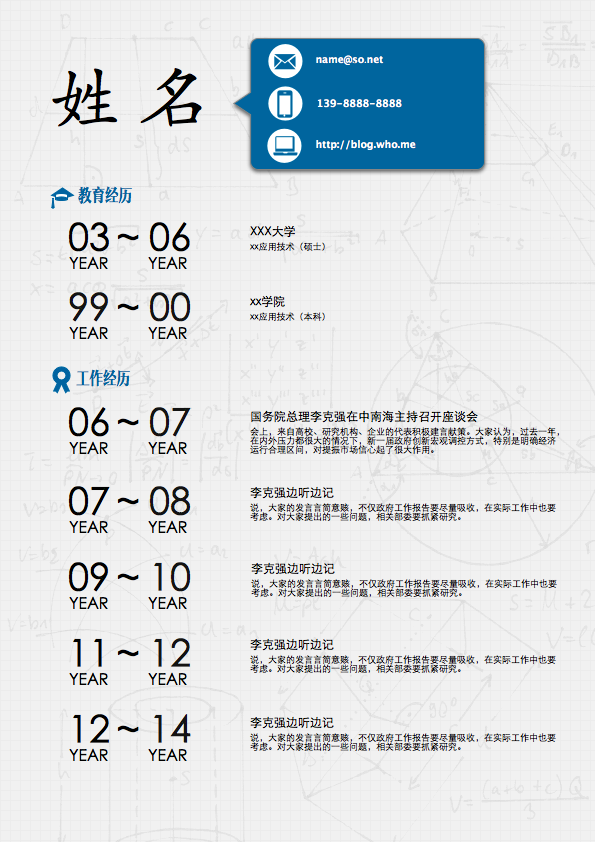 姓名
name@so.net
139-8888-8888
http://blog.who.me
教育经历
03 ~ 06
YEAR YEAR
XXX大学
xx应用技术（硕士）
99 ~ 00
YEAR YEAR
xx学院
xx应用技术（本科）
工作经历
06 ~ 07
YEAR YEAR
国务院总理李克强在中南海主持召开座谈会
会上，来自高校、研究机构、企业的代表积极建言献策。大家认为，过去一年，
在内外压力都很大的情况下，新一届政府创新宏观调控方式，特别是明确经济
运行合理区间，对提振市场信心起了很大作用。
07 ~ 08
YEAR YEAR
李克强边听边记
说，大家的发言言简意赅，不仅政府工作报告要尽量吸收，在实际工作中也要
考虑。对大家提出的一些问题，相关部委要抓紧研究。
09 ~ 10
YEAR YEAR
李克强边听边记
说，大家的发言言简意赅，不仅政府工作报告要尽量吸收，在实际工作中也要
考虑。对大家提出的一些问题，相关部委要抓紧研究。
11 ~ 12
YEAR YEAR
李克强边听边记
说，大家的发言言简意赅，不仅政府工作报告要尽量吸收，在实际工作中也要
考虑。对大家提出的一些问题，相关部委要抓紧研究。
12 ~ 14
YEAR YEAR
李克强边听边记
说，大家的发言言简意赅，不仅政府工作报告要尽量吸收，在实际工作中也要
考虑。对大家提出的一些问题，相关部委要抓紧研究。